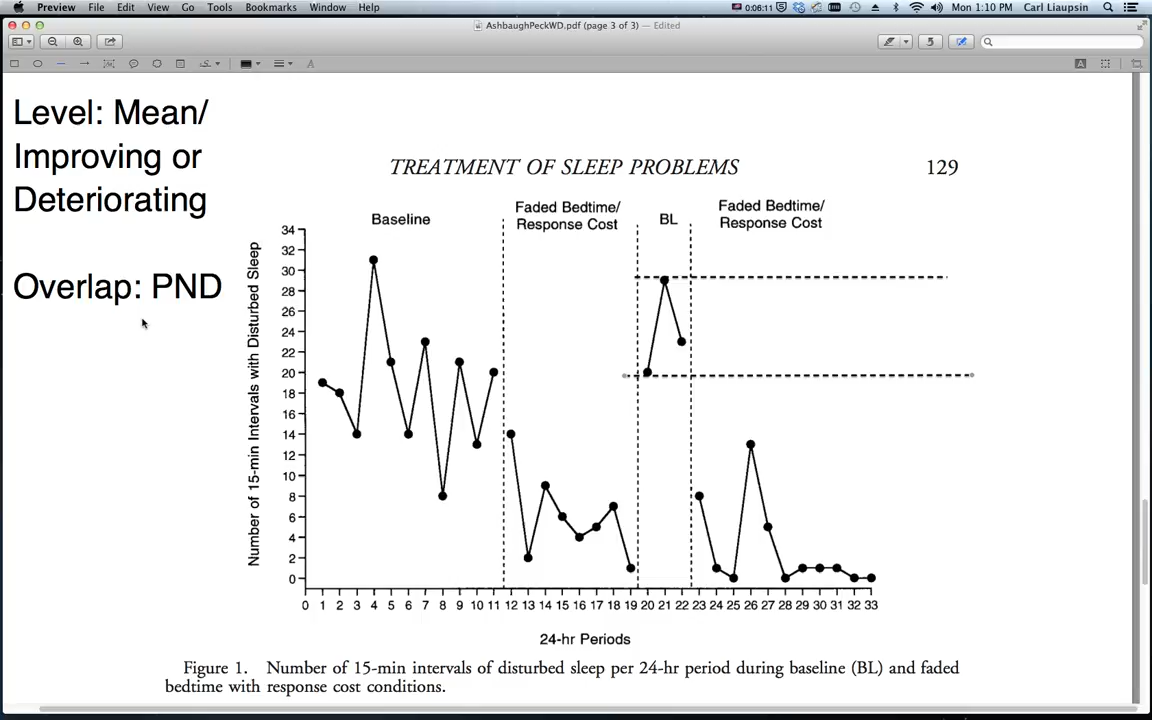 Preview File Edit View Go Tools Bookmarks Window Help 0:06:11 Mon 1:10 PM Carl Liaupsin
AshbaughPeckWD.pdf (page 3 of 3) — Edited
Level: Mean/
Improving or
Deteriorating
Overlap: PND
TREATMENT OF SLEEP PROBLEMS 129
Baseline
Faded Bedtime/
Response Cost
BL
Faded Bedtime/
Response Cost
Number of 15-min Intervals with Disturbed Sleep
34
32
30
28
26
24
22
20
18
16
14
12
10
8
6
4
2
0
0 1 2 3 4 5 6 7 8 9 10 11 12 13 14 15 16 17 18 19 20 21 22 23 24 25 26 27 28 29 30 31 32 33
24-hr Periods
Figure 1. Number of 15-min intervals of disturbed sleep per 24-hr period during baseline (BL) and faded
bedtime with response cost conditions.